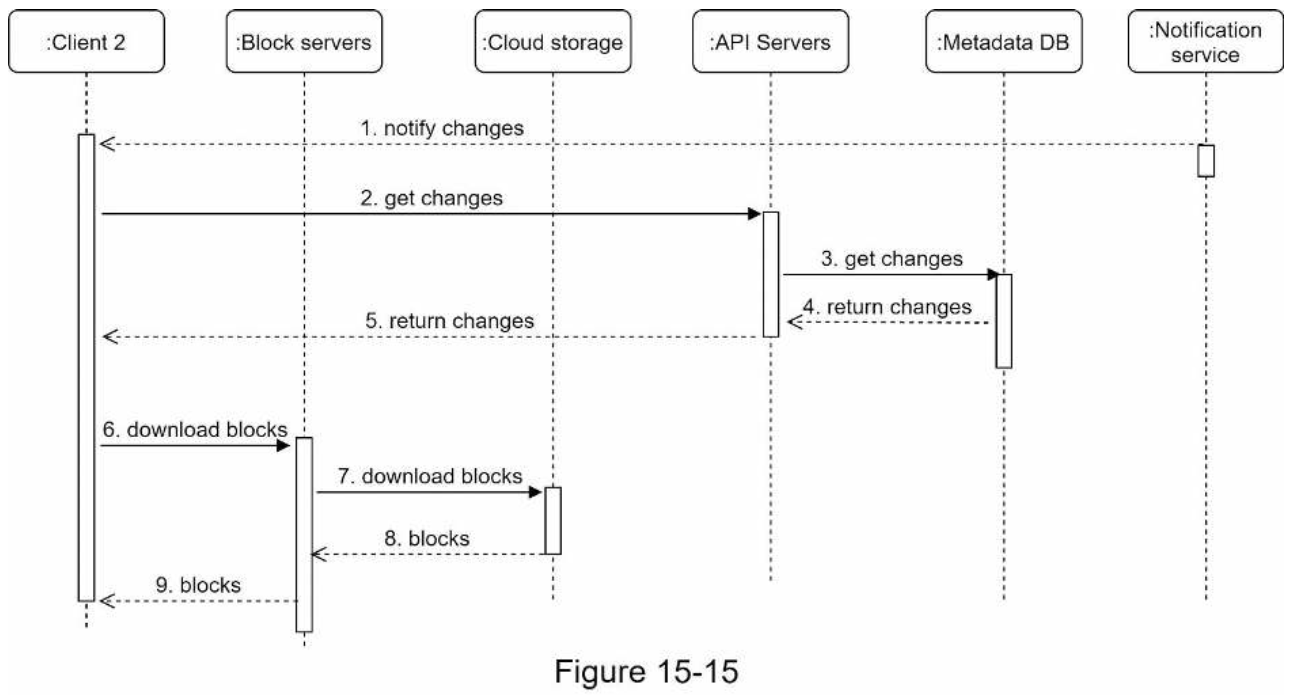 :Client 2
:Block servers
:Cloud storage
:API Servers
:Metadata DB
:Notification
service
1. notify changes
2. get changes
3. get changes
4. return changes
5. return changes
6. download blocks
7. download blocks
8. blocks
9. blocks
Figure 15-15